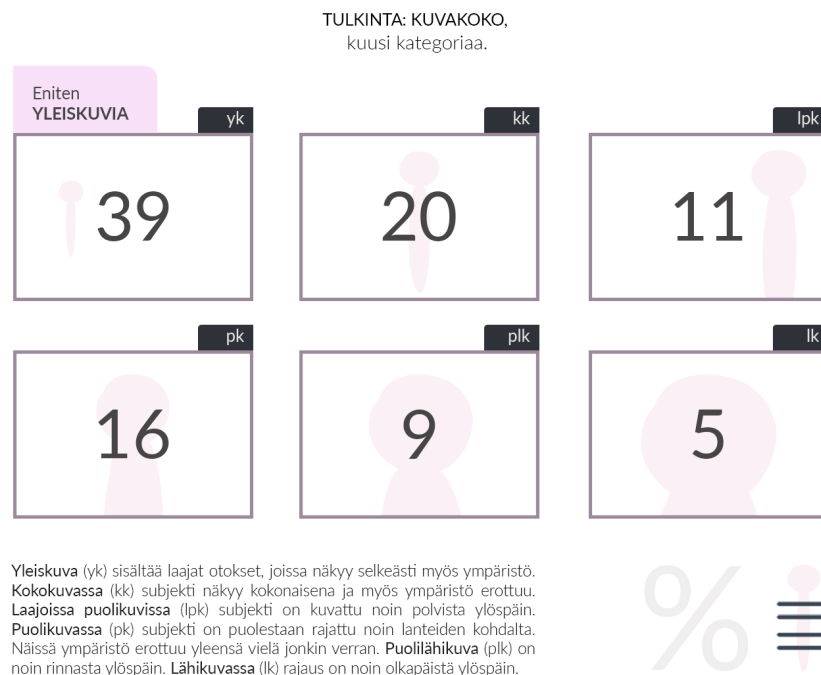 TULKINTA: KUVAKOKO,
kuusi kategoriaa.
Eniten
YLEISKUVIA
yk
kk
lpk
39
20
11
pk
plk
lk
16
9
5
Yleiskuva (yk) sisältää laajat otokset, joissa näkyy selkeästi myös ympäristö.
Kokokuvassa (kk) subjekti näkyy kokonaisena ja myös ympäristö erottuu.
Laajoissa puolikuvissa (lpk) subjekti on kuvattu noin polvista ylöspäin.
Puolikuvassa (pk) subjekti on puolestaan rajattu noin lanteiden kohdalta.
Näissä ympäristö erottuu yleensä vielä jonkin verran. Puolilähikuva (plk) on
noin rinnasta ylöspäin. Lähikuvassa (lk) rajaus on noin olkapäistä ylöspäin.
%